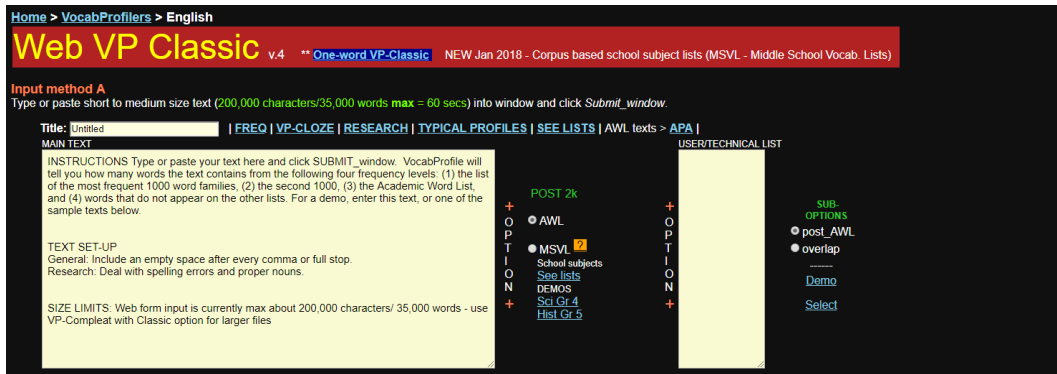 Home > VocabProfilers > English
Web VP Classic v.4 ** One-word VP-Classic NEW Jan 2018 - Corpus based school subject lists (MSVL - Middle School Vocab. Lists)
Input method A
Type or paste short to medium size text (200,000 characters/35,000 words max = 60 secs) into window and click Submit_window.
Title: Untitled | FREQ | VP-CLOZE | RESEARCH | TYPICAL PROFILES | SEE LISTS | AWL texts > APA |
MAIN TEXT
INSTRUCTIONS Type or paste your text here and click SUBMIT_window. VocabProfile will
tell you how many words the text contains from the following four frequency levels: (1) the list
of the most frequent 1000 word families, (2) the second 1000, (3) the Academic Word List,
and (4) words that do not appear on the other lists. For a demo, enter this text, or one of the
sample texts below.
TEXT SET-UP
General: Include an empty space after every comma or full stop.
Research: Deal with spelling errors and proper nouns.
SIZE LIMITS: Web form input is currently max about 200,000 characters/ 35,000 words - use
VP-Compleat with Classic option for larger files
+
O
P
T
I
O
N
+
POST 2k
AWL
MSVL ?
School subjects
See lists
DEMOS
Sci Gr 4
Hist Gr 5
+
O
P
T
I
O
N
+
USER/TECHNICAL LIST
SUB-
OPTIONS
post_AWL
overlap
------
Demo
Select